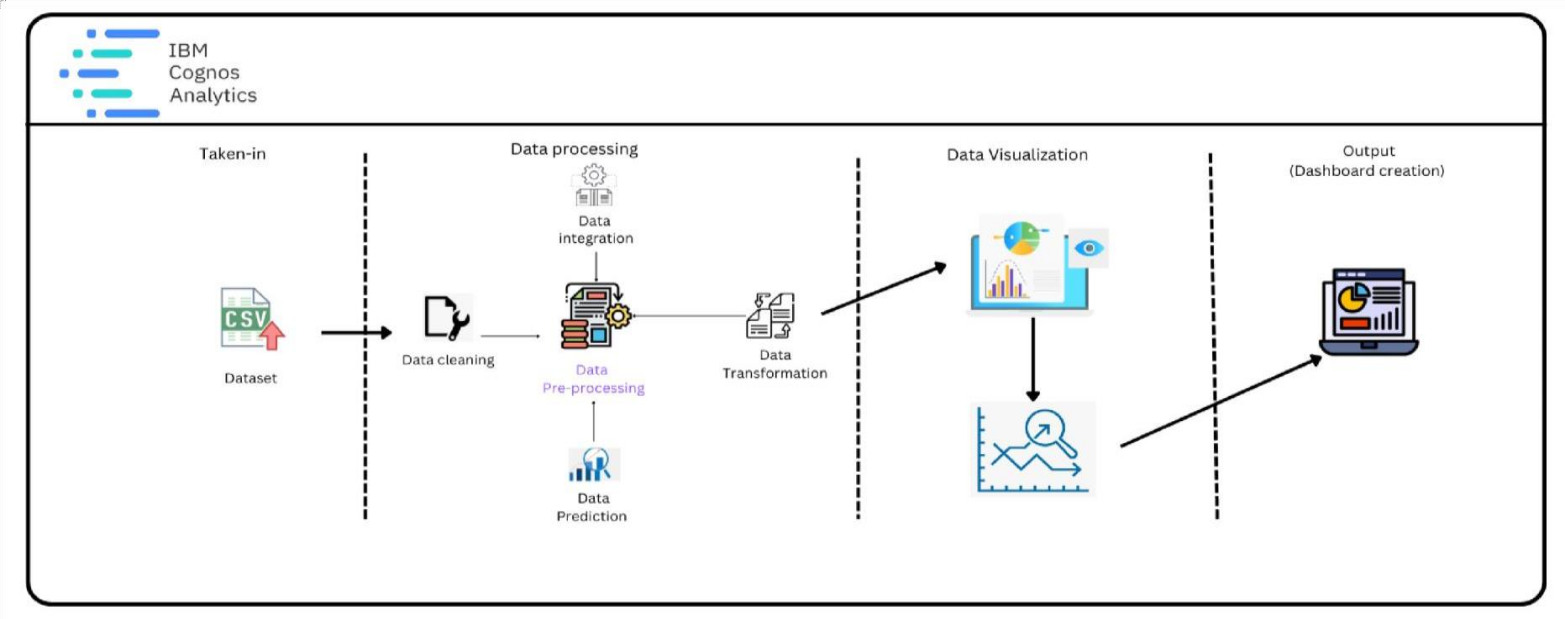 IBM
Cognos
Analytics
Taken-in
Data processing
Data Visualization
Output
(Dashboard creation)
Data
integration
CSV
Dataset
Data cleaning
Data
Pre-processing
Data
Transformation
Data
Prediction